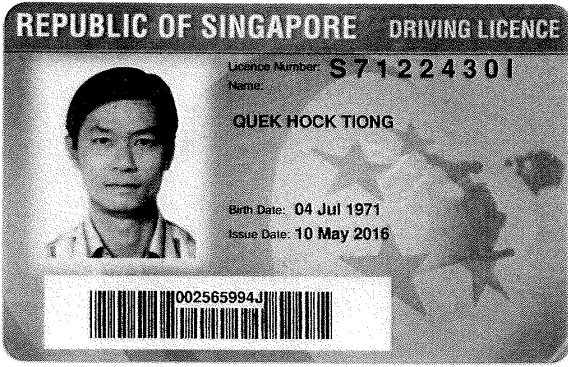 REPUBLIC OF SINGAPORE DRIVING LICENCE
Licence Number: S7122430I
Name:
QUEK HOCK TIONG
Birth Date: 04 Jul 1971
Issue Date: 10 May 2016
002565994J